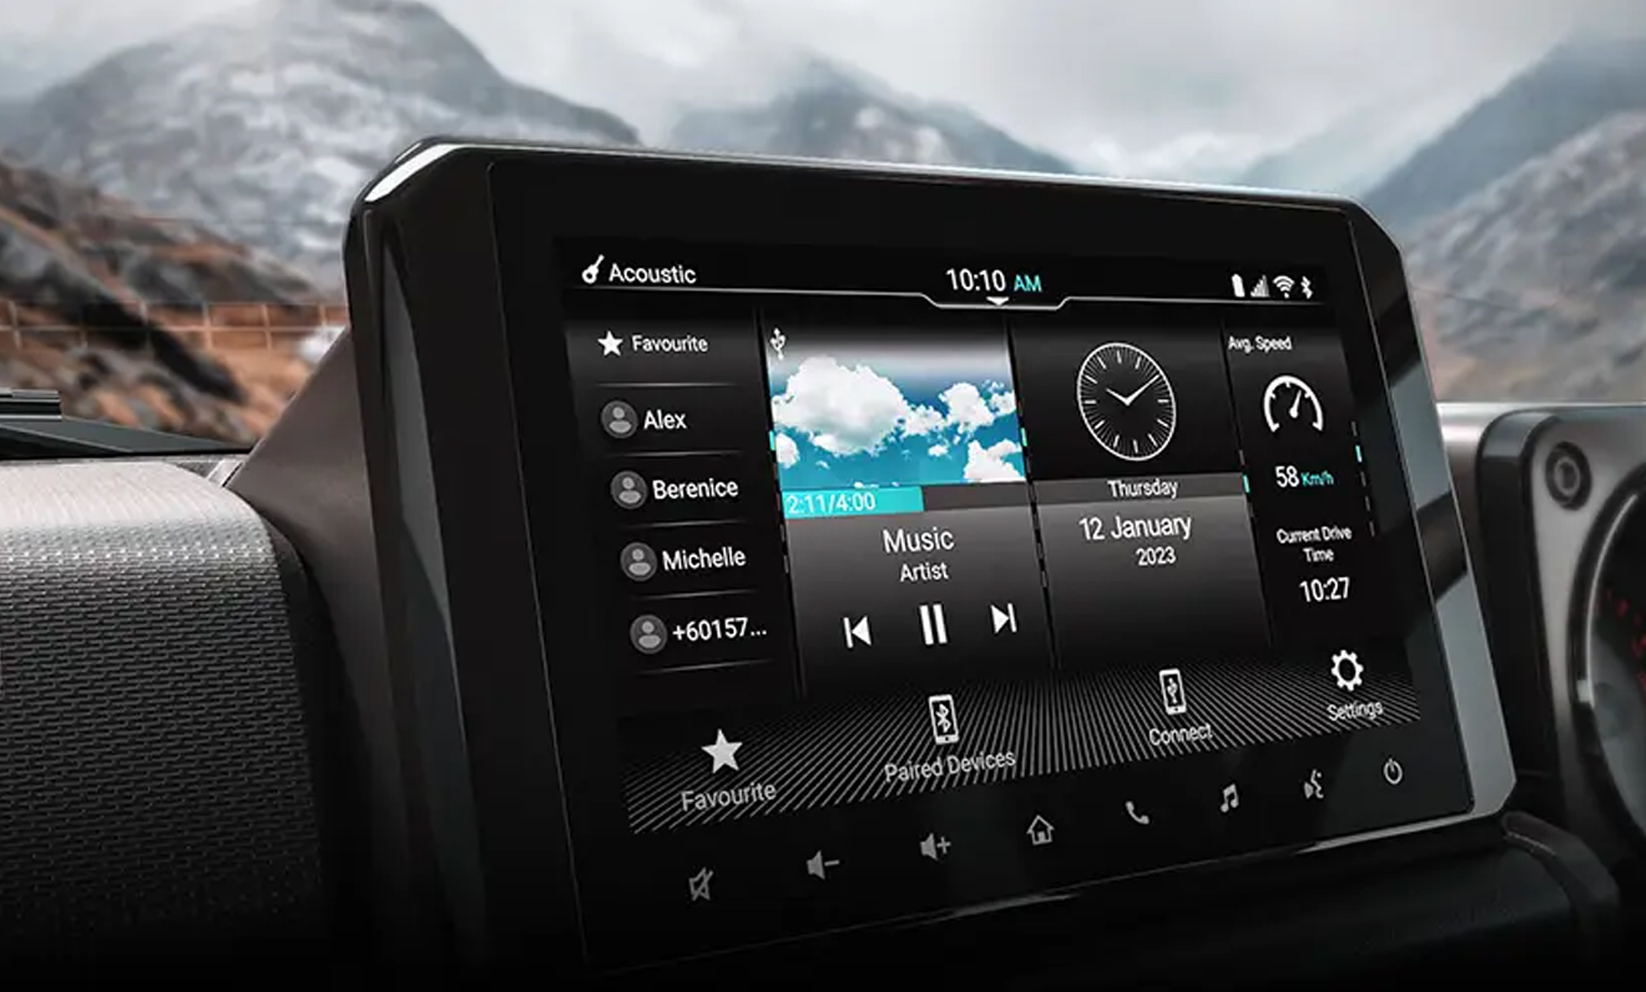 Acoustic
10:10 AM
Favourite
Alex
Berenice
Michelle
+60157...
2:11/4:00
Music
Artist
Thursday
12 January
2023
Avg. Speed
58 Km/h
Current Drive
Time
10:27
Favourite
Paired Devices
Connect
Settings